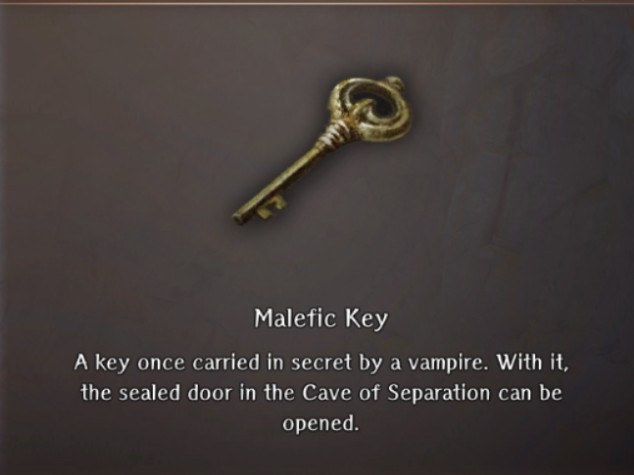 Malefic Key
A key once carried in secret by a vampire. With it,
the sealed door in the Cave of Separation can be
opened.